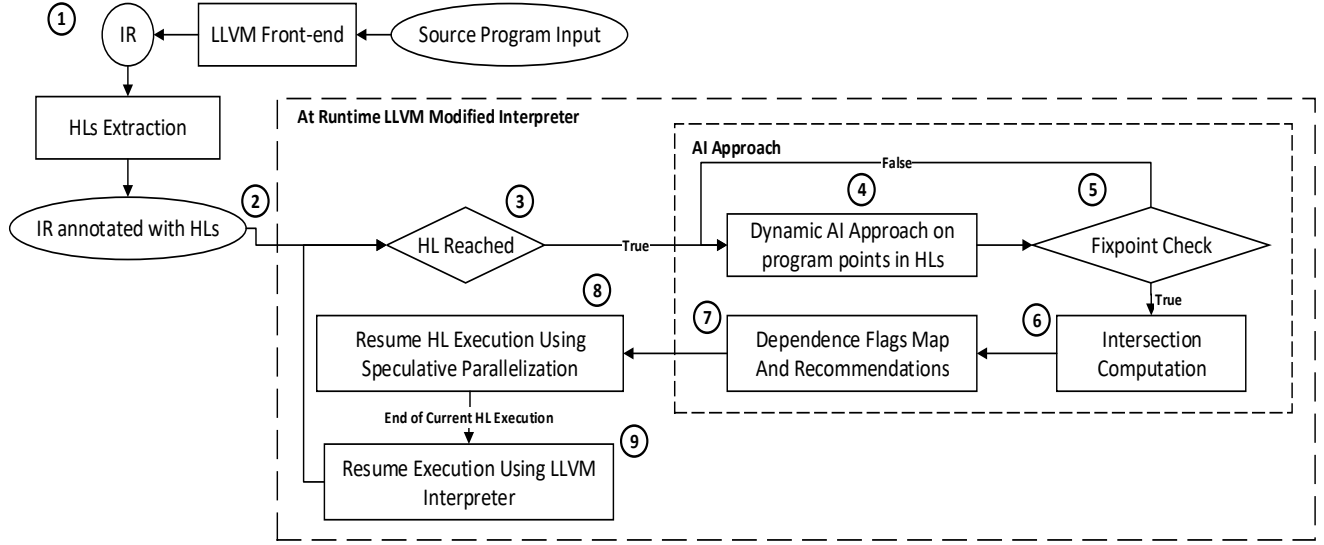 1
IR
LLVM Front-end
Source Program Input
HLs Extraction
At Runtime LLVM Modified Interpreter
AI Approach
False
2
IR annotated with HLs
3
HL Reached
True
4
Dynamic AI Approach on
program points in HLs
5
Fixpoint Check
True
6
Intersection
Computation
7
Dependence Flags Map
And Recommendations
8
Resume HL Execution Using
Speculative Parallelization
End of Current HL Execution
9
Resume Execution Using LLVM
Interpreter